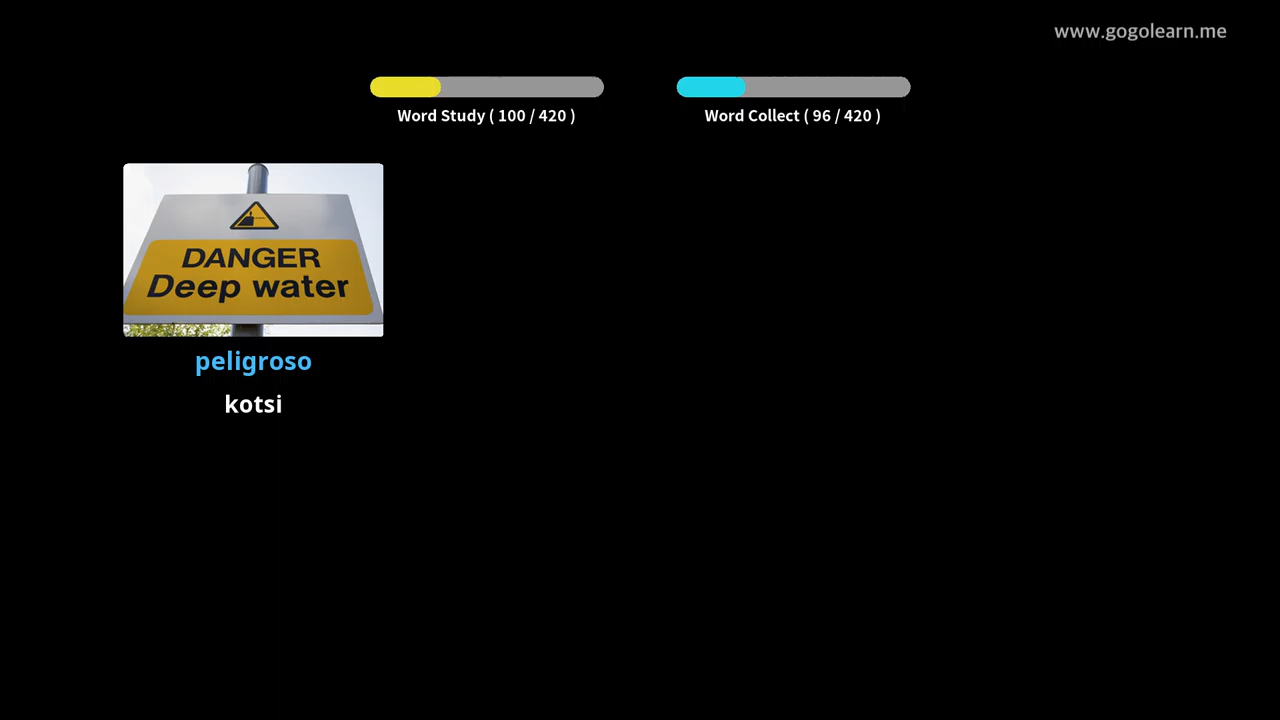 www.gogolearn.me
Word Study ( 100 / 420 )
Word Collect ( 96 / 420 )
DANGER
Deep water
peligroso
kotsi